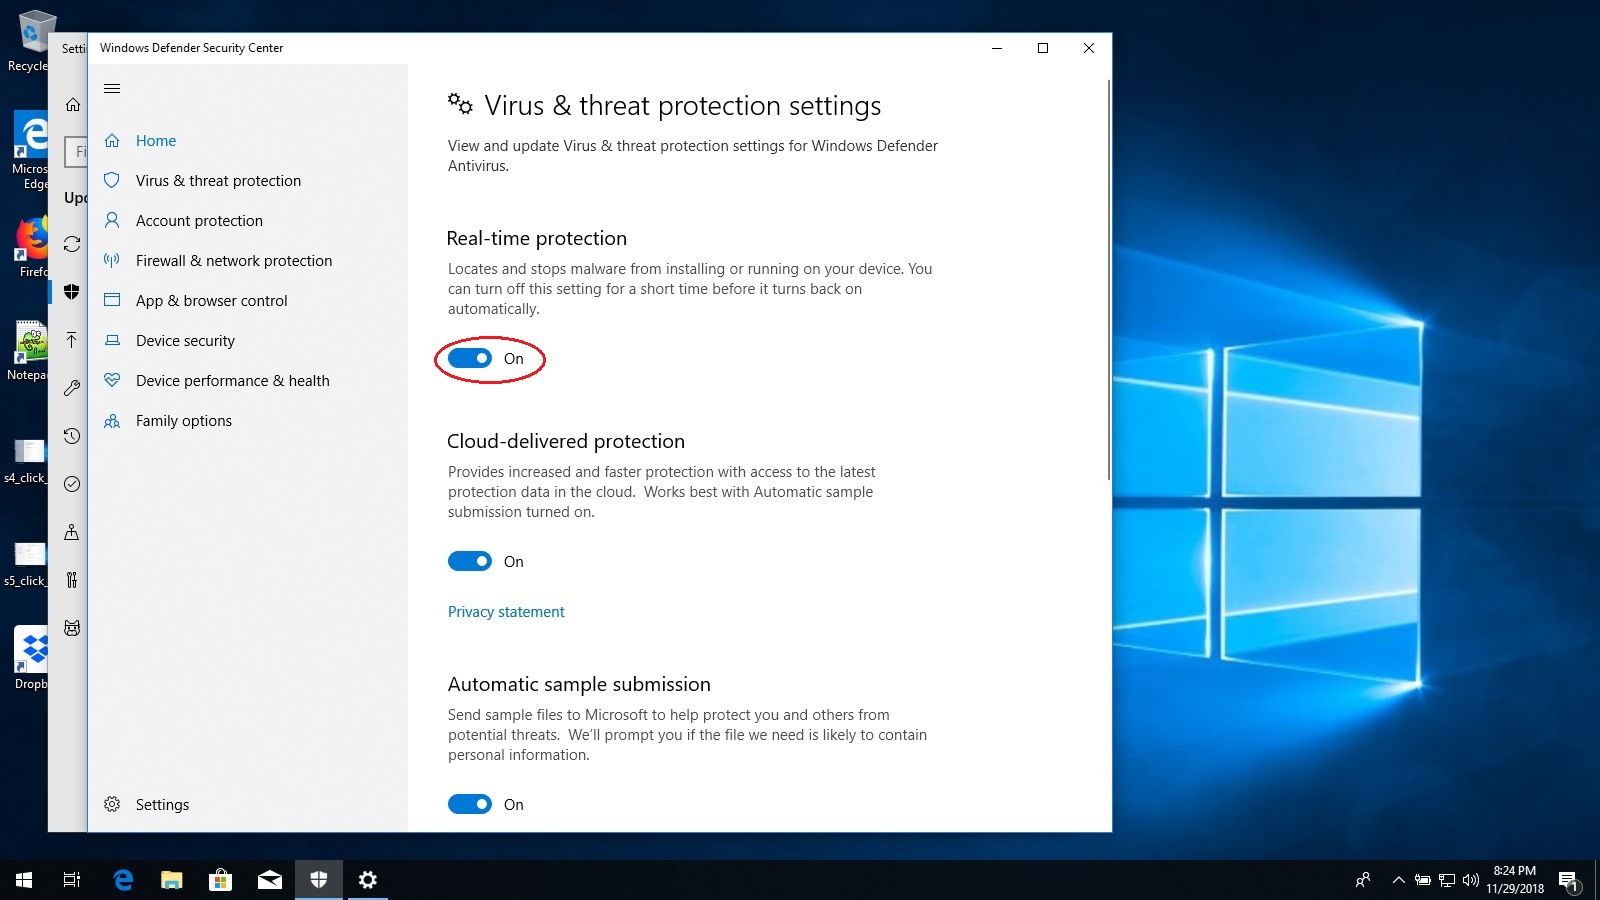 Recycle
Setti
Windows Defender Security Center
Fi
Upd
Micros
Edge
Firefo
Notepa
s4_click_
s5_click_
Dropb
Home
Virus & threat protection
Account protection
Firewall & network protection
App & browser control
Device security
Device performance & health
Family options
Settings
Virus & threat protection settings
View and update Virus & threat protection settings for Windows Defender
Antivirus.
Real-time protection
Locates and stops malware from installing or running on your device. You
can turn off this setting for a short time before it turns back on
automatically.
On
Cloud-delivered protection
Provides increased and faster protection with access to the latest
protection data in the cloud. Works best with Automatic sample
submission turned on.
On
Privacy statement
Automatic sample submission
Send sample files to Microsoft to help protect you and others from
potential threats. We'll prompt you if the file we need is likely to contain
personal information.
On
8:24 PM
11/29/2018
1